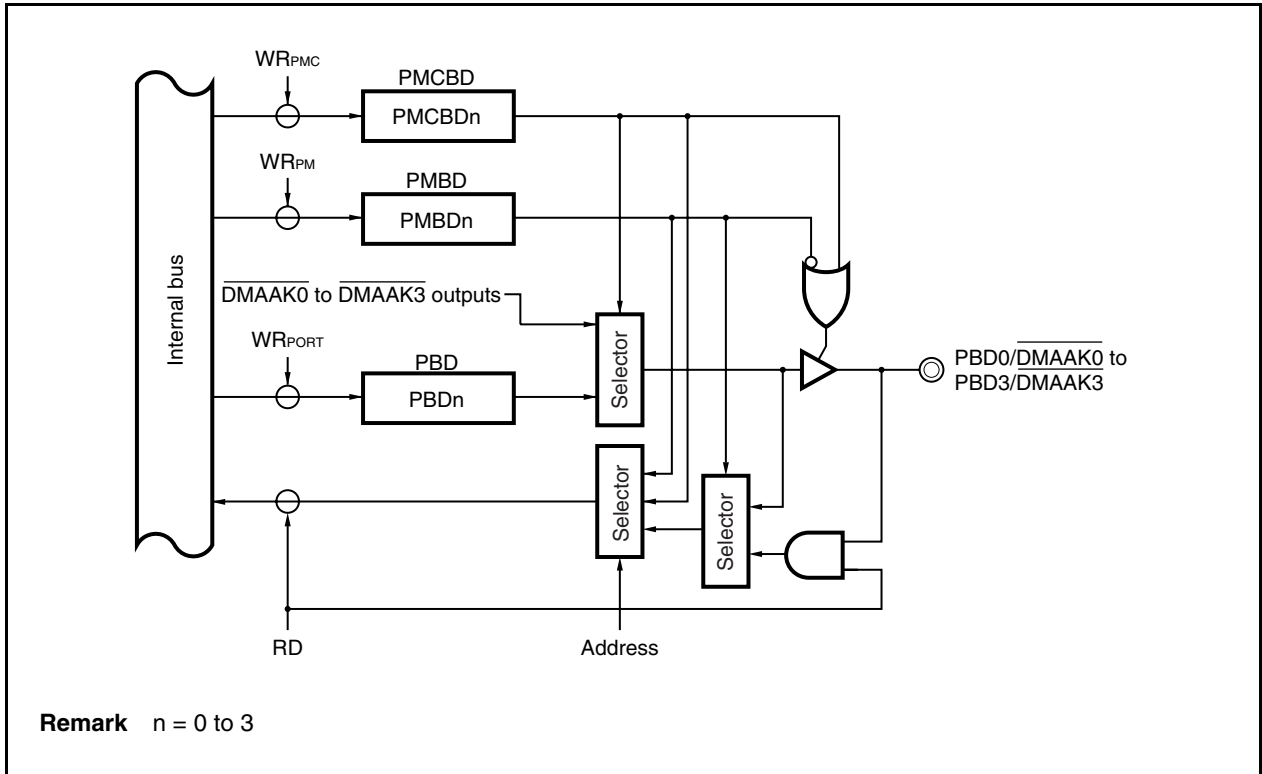 WRPMC
PMCBD
PMCBDn
WRPM
PMBD
PMBDn
Internal bus
DMAAK0 to DMAAK3 outputs
WRPORT
PBD
PBDn
Selector
PBD0/DMAAK0 to
PBD3/DMAAK3
Selector
Selector
RD
Address
Remark n = 0 to 3